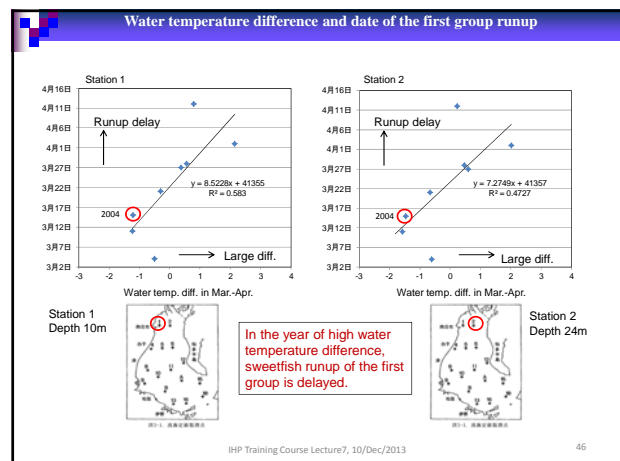 Water temperature difference and date of the first group runup
Station 1
4月16日
4月11日
4月6日
4月1日
3月27日
3月22日
3月17日
3月12日
3月7日
3月2日
Runup delay
y = 8.5228x + 41355
R² = 0.583
2004
Large diff.
-3 -2 -1 0 1 2 3 4
Water temp. diff. in Mar.-Apr.
Station 2
4月16日
4月11日
4月6日
4月1日
3月27日
3月22日
3月17日
3月12日
3月7日
3月2日
Runup delay
y = 7.2749x + 41357
R² = 0.4727
2004
Large diff.
-3 -2 -1 0 1 2 3 4
Water temp. diff. in Mar.-Apr.
Station 1
Depth 10m
In the year of high water
temperature difference,
sweetfish runup of the first
group is delayed.
Station 2
Depth 24m
IHP Training Course Lecture7, 10/Dec/2013
46